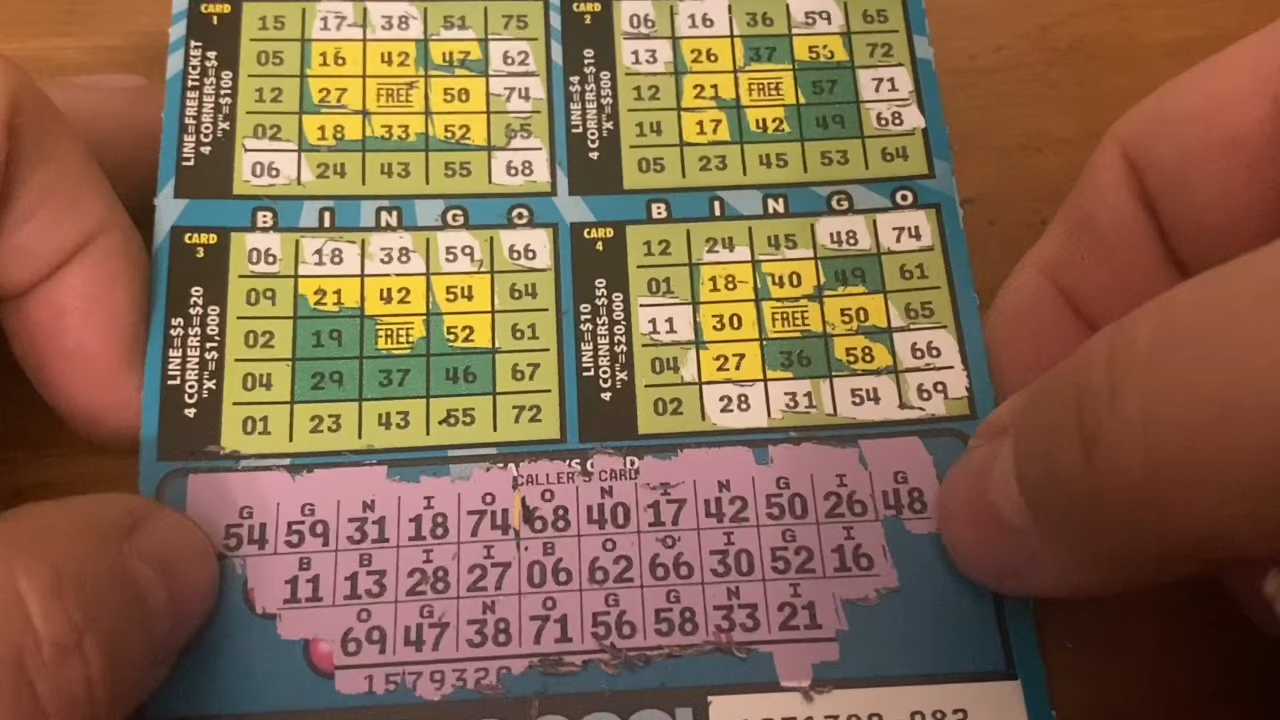 CARD 1
LINE=FREE TICKET
4 CORNERS=$4
"X"=$100
15 17 38 51 75
05 16 42 47 62
12 27 FREE 50 74
02 18 33 52 65
06 24 43 55 68
CARD 2
LINE=$4
4 CORNERS=$10
"X"=$500
06 16 36 59 65
13 26 37 56 72
12 21 FREE 57 71
14 17 42 49 68
05 23 45 53 64
B I N G O
CARD 3
LINE=$5
4 CORNERS=$20
"X"=$1,000
06 18 38 59 66
09 21 42 54 64
02 19 FREE 52 61
04 29 37 46 67
01 23 43 55 72
B I N G O
CARD 4
LINE=$10
4 CORNERS=$50
"X"=$20,000
12 24 45 48 74
01 18 40 49 61
11 30 FREE 50 65
04 27 36 58 66
02 28 31 54 69
CALLER'S CARD
G G N I O O N I N G I G
54 59 31 18 74 68 40 17 42 50 26 48
B B I I B O O I G I
11 13 28 27 06 62 66 30 52 16
O G N O G G N I
69 47 38 71 56 58 33 21